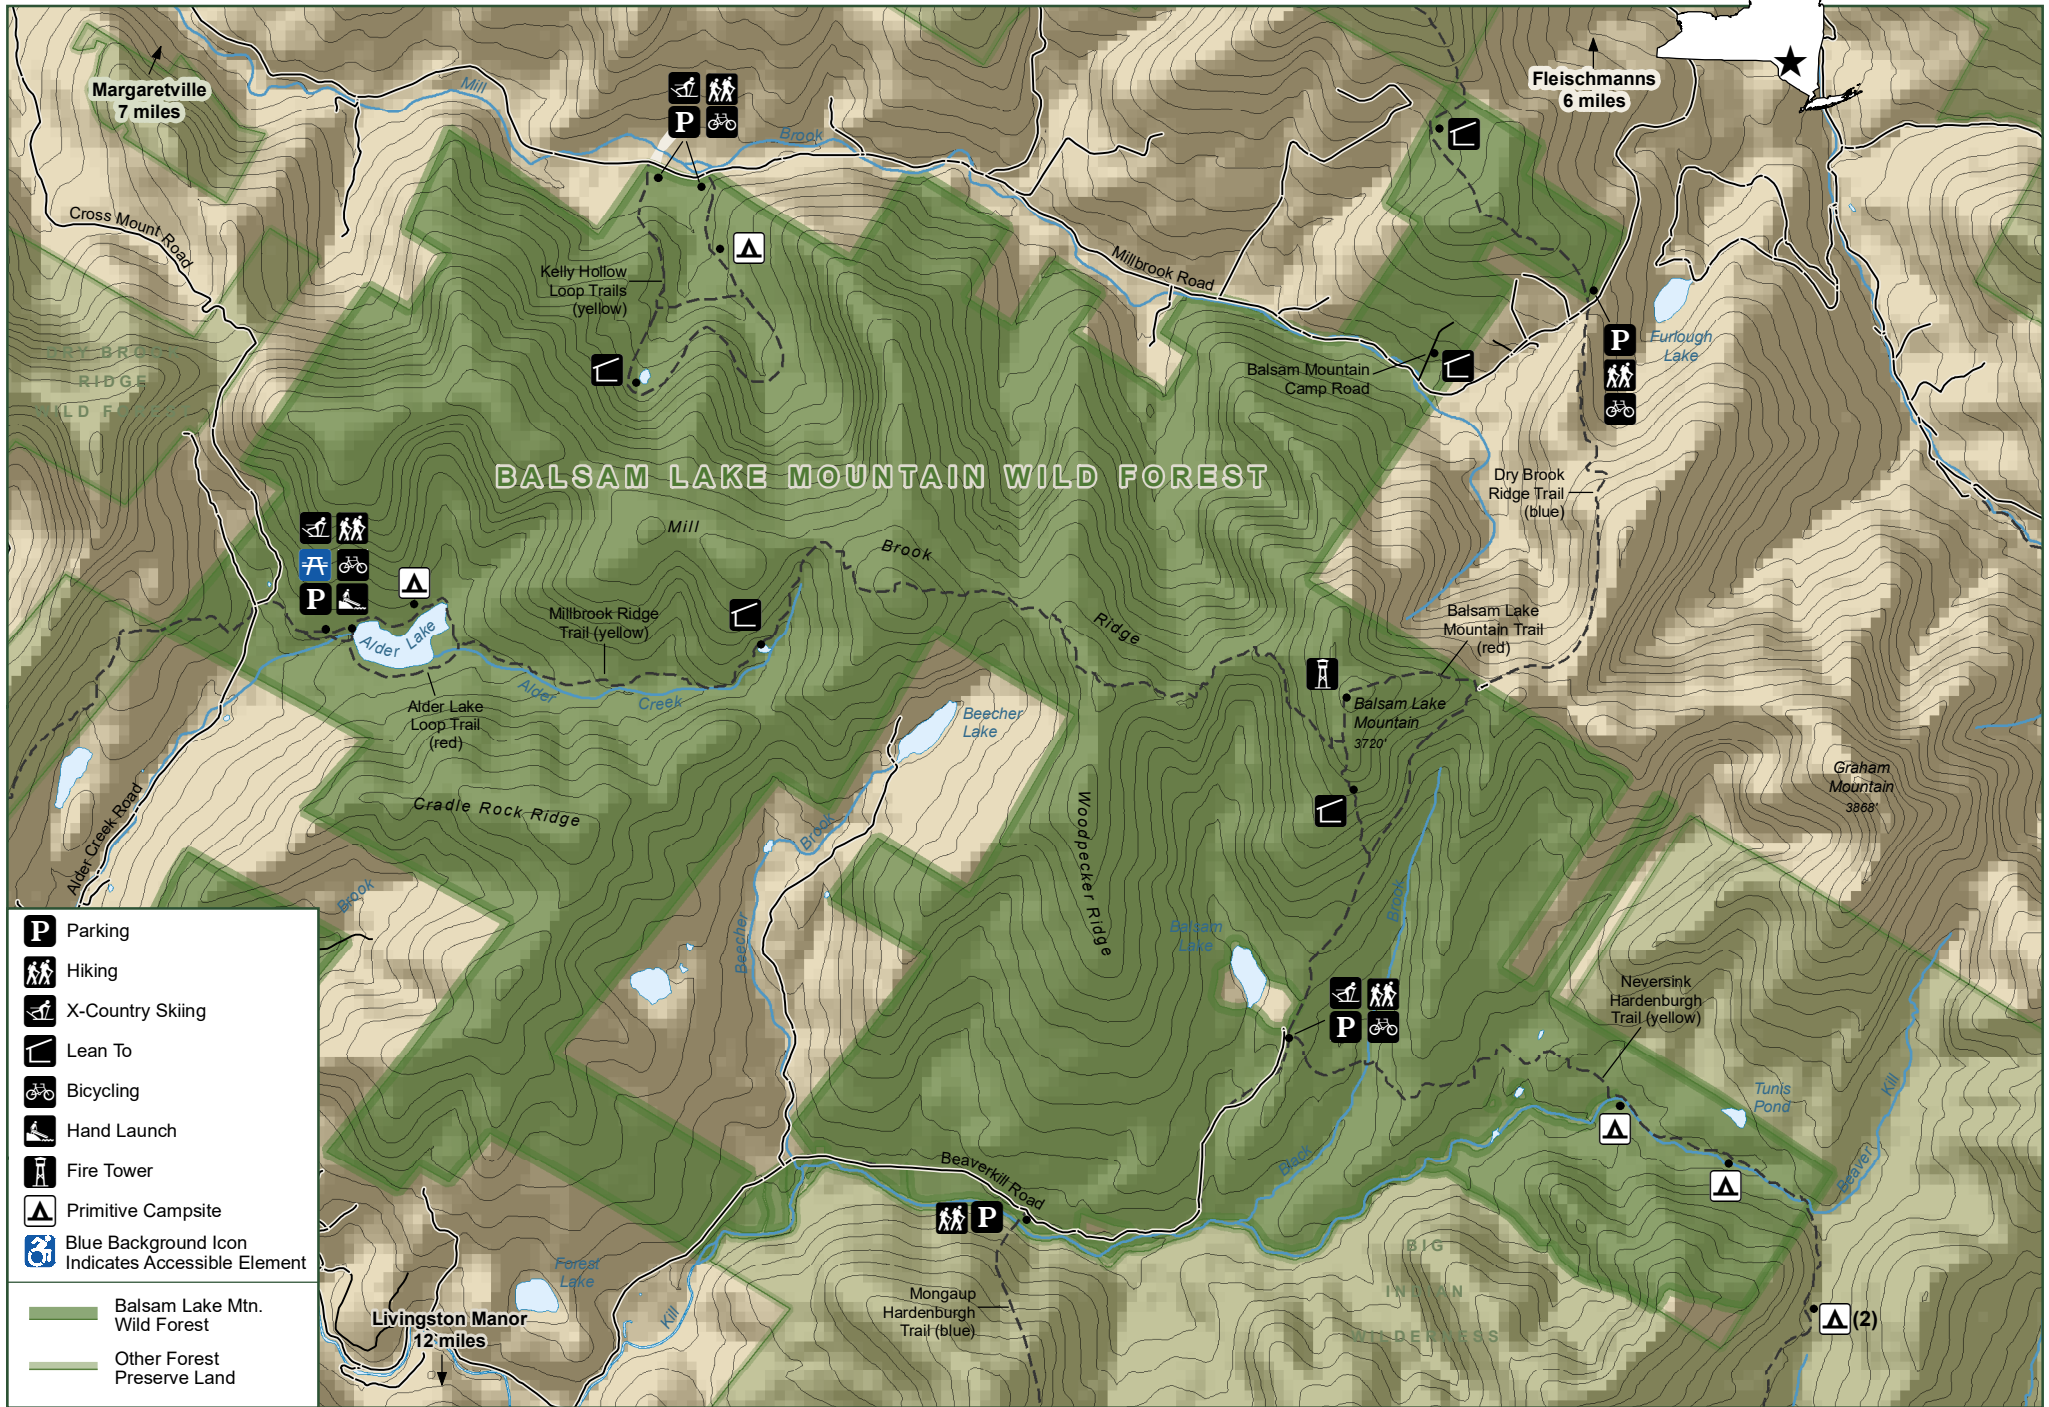 Margaretville
7 miles
Mill
Brook
P
Fleischmanns
6 miles
Cross Mount Road
Kelly Hollow
Loop Trails
(yellow)
Millbrook Road
P
Furlough
Lake
Balsam Mountain
Camp Road
DRY BROOK
RIDGE
WILD FOREST
BALSAM LAKE MOUNTAIN WILD FOREST
Dry Brook
Ridge Trail
(blue)
Mill
Brook
Ridge
P
Alder Lake
Millbrook Ridge
Trail (yellow)
Balsam Lake
Mountain Trail
(red)
Alder
Creek
Alder Lake
Loop Trail
(red)
Beecher
Lake
Balsam Lake
Mountain
3720'
Graham
Mountain
3868'
Alder Creek Road
Cradle Rock Ridge
Brook
Woodpecker Ridge
Brook
Brook
Beecher
Balsam
Lake
P
Neversink
Hardenburgh
Trail (yellow)
Tunis
Pond
Kill
Beaver
Black
Beaverkill Road
P
BIG
INDIAN
WILDERNESS
Forest
Lake
Kill
Mongaup
Hardenburgh
Trail (blue)
Livingston Manor
12 miles
(2)
P Parking
Hiking
X-Country Skiing
Lean To
Bicycling
Hand Launch
Fire Tower
Primitive Campsite
Blue Background Icon
Indicates Accessible Element
Balsam Lake Mtn.
Wild Forest
Other Forest
Preserve Land